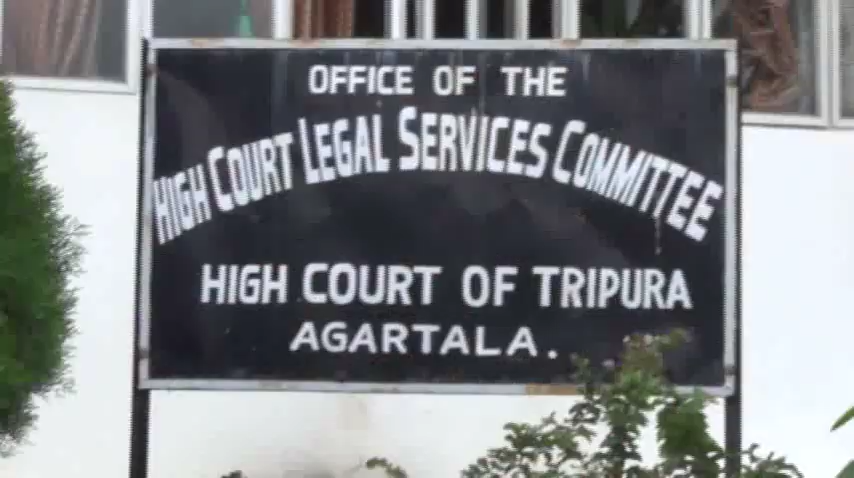 OFFICE OF THE
HIGH COURT LEGAL SERVICES COMMITTEE
HIGH COURT OF TRIPURA
AGARTALA.